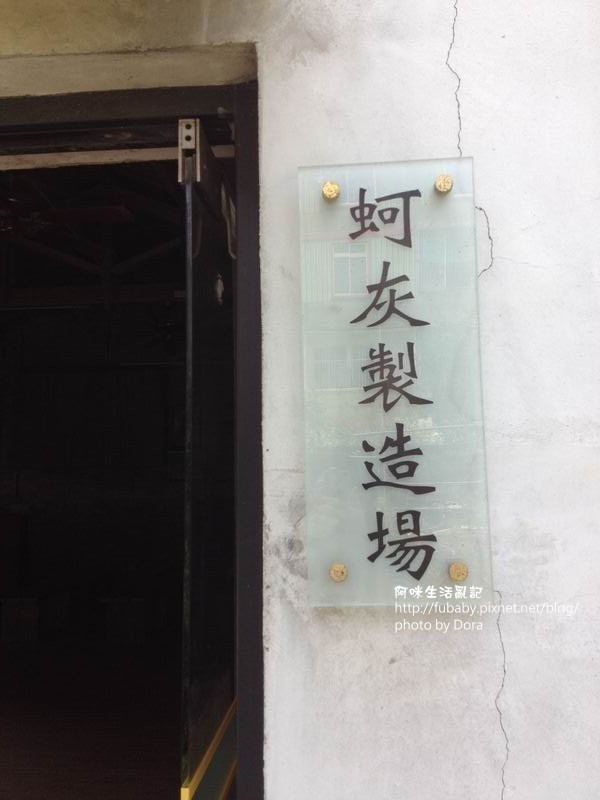 蚵灰製造場
阿咪生活亂記
http://fubaby.pixnet.net/blog/
photo by Dora